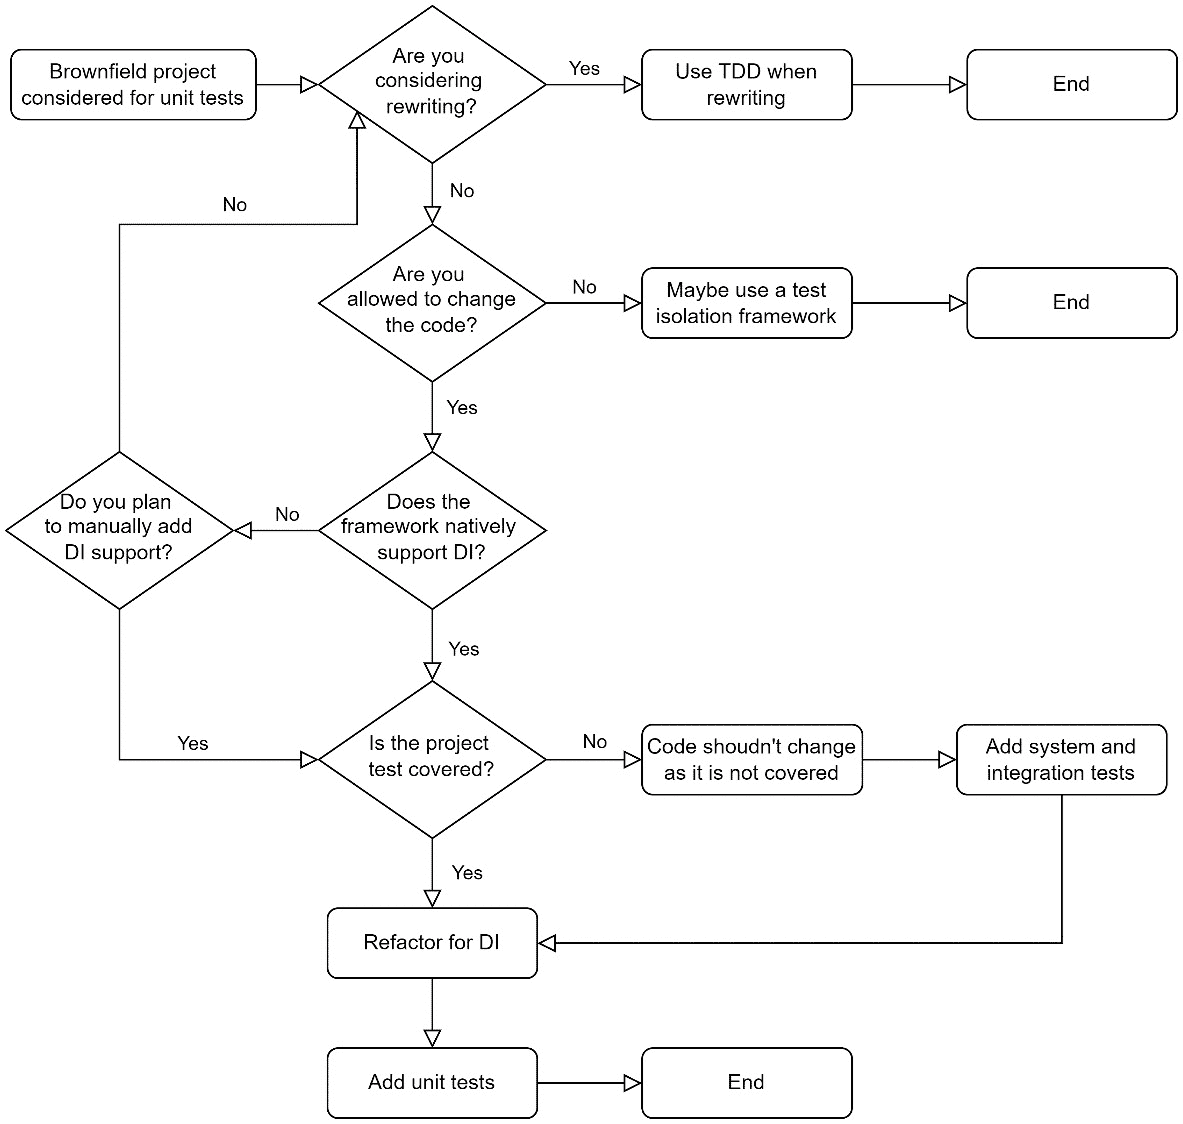 Brownfield project
considered for unit tests
Are you
considering
rewriting?
Yes
Use TDD when
rewriting
End
No
No
Are you
allowed to change
the code?
No
Maybe use a test
isolation framework
End
Yes
Do you plan
to manually add
DI support?
No
Does the
framework natively
support DI?
Yes
Yes
Is the project
test covered?
No
Code shoudn't change
as it is not covered
Add system and
integration tests
Yes
Refactor for DI
Add unit tests
End